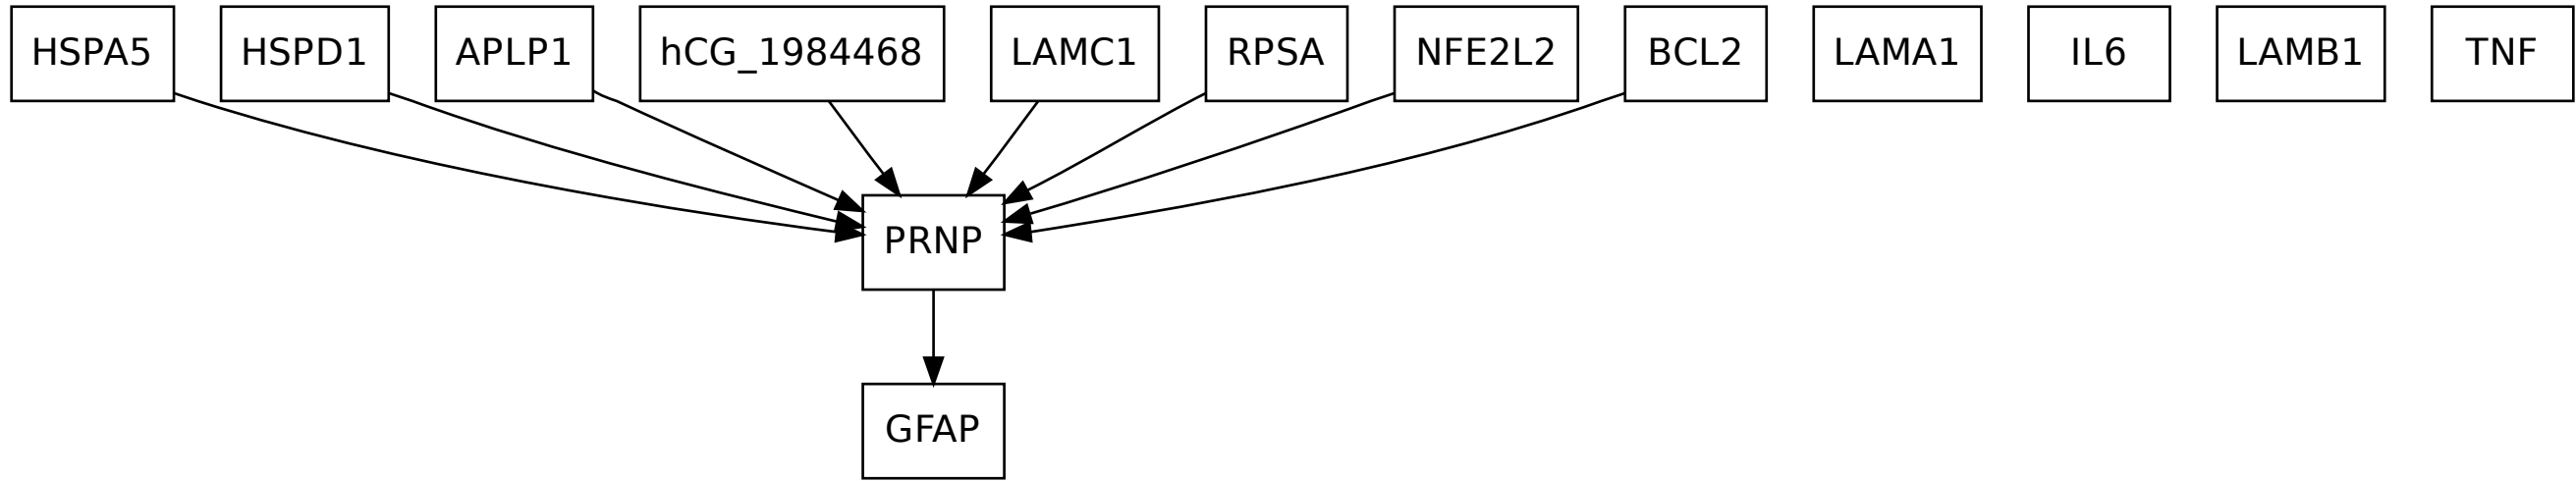 HSPA5 HSPD1 APLP1 hCG_1984468 LAMC1 RPSA NFE2L2 BCL2 LAMA1 IL6 LAMB1 TNF
PRNP
GFAP